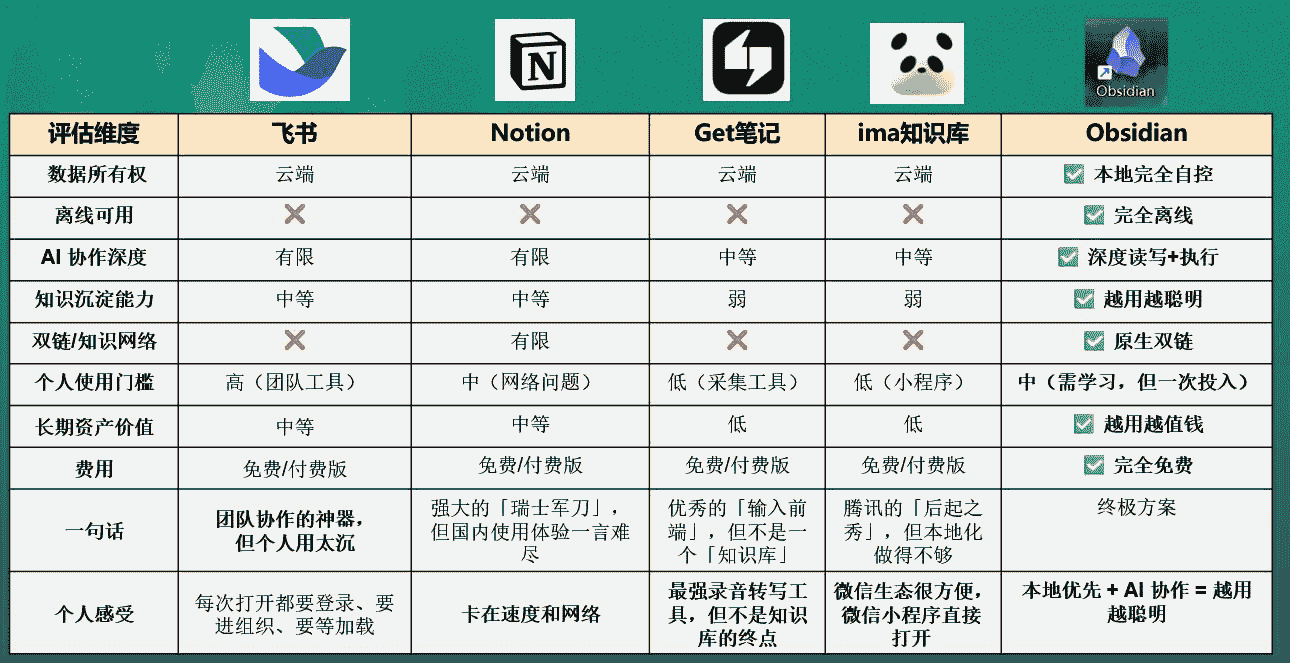 Obsidian
评估维度 飞书 Notion Get笔记 ima知识库 Obsidian
数据所有权 云端 云端 云端 云端 ✅ 本地完全自控
离线可用 ❌ ❌ ❌ ❌ ✅ 完全离线
AI 协作深度 有限 有限 中等 中等 ✅ 深度读写+执行
知识沉淀能力 中等 中等 弱 弱 ✅ 越用越聪明
双链/知识网络 ❌ 有限 ❌ ❌ ✅ 原生双链
个人使用门槛 高（团队工具） 中（网络问题） 低（采集工具） 低（小程序） 中（需学习，但一次投入）
长期资产价值 中等 中等 低 低 ✅ 越用越值钱
费用 免费/付费版 免费/付费版 免费/付费版 免费/付费版 ✅ 完全免费
一句话
团队协作的神器，
但个人用太沉
强大的「瑞士军刀」，
但国内使用体验一言难
尽
优秀的「输入前
端」，但不是一
个「知识库」
腾讯的「后起之
秀」，但本地化
做得不够
终极方案
个人感受
每次打开都要登录、要
进组织、要等加载
卡在速度和网络
最强录音转写工
具，但不是知识
库的终点
微信生态很方便，
微信小程序直接
打开
本地优先 + AI 协作 = 越用
越聪明